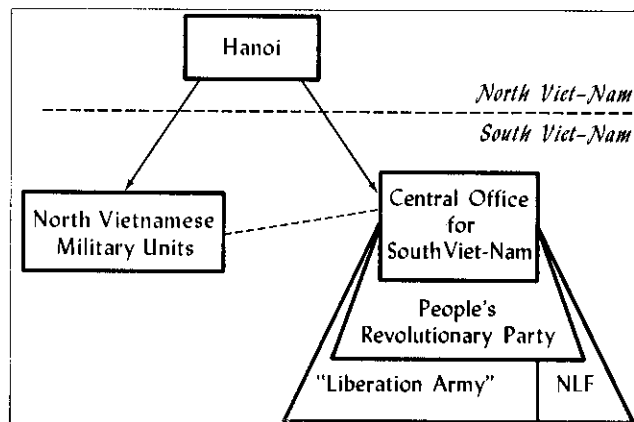 Hanoi
North Viet-Nam
South Viet-Nam
North Vietnamese
Military Units
Central Office
for
South Viet-Nam
People's
Revolutionary Party
"Liberation Army"
NLF